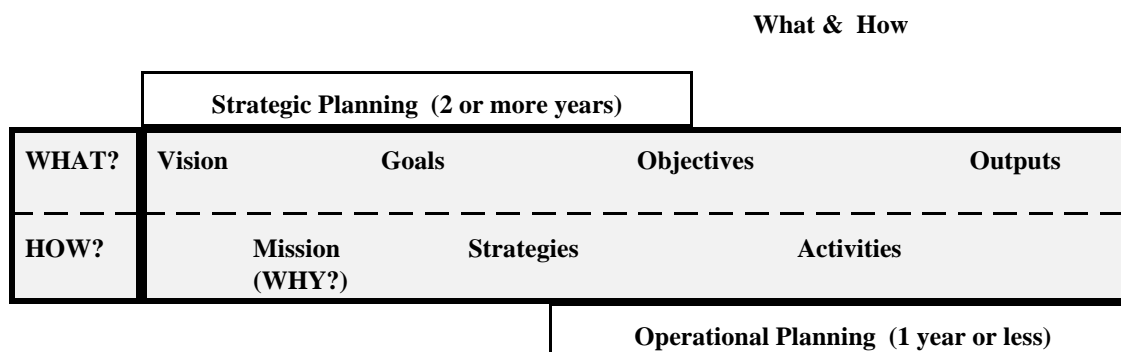 What & How
Strategic Planning (2 or more years)
WHAT? Vision Goals Objectives Outputs
HOW? Mission Strategies Activities
(WHY?)
Operational Planning (1 year or less)